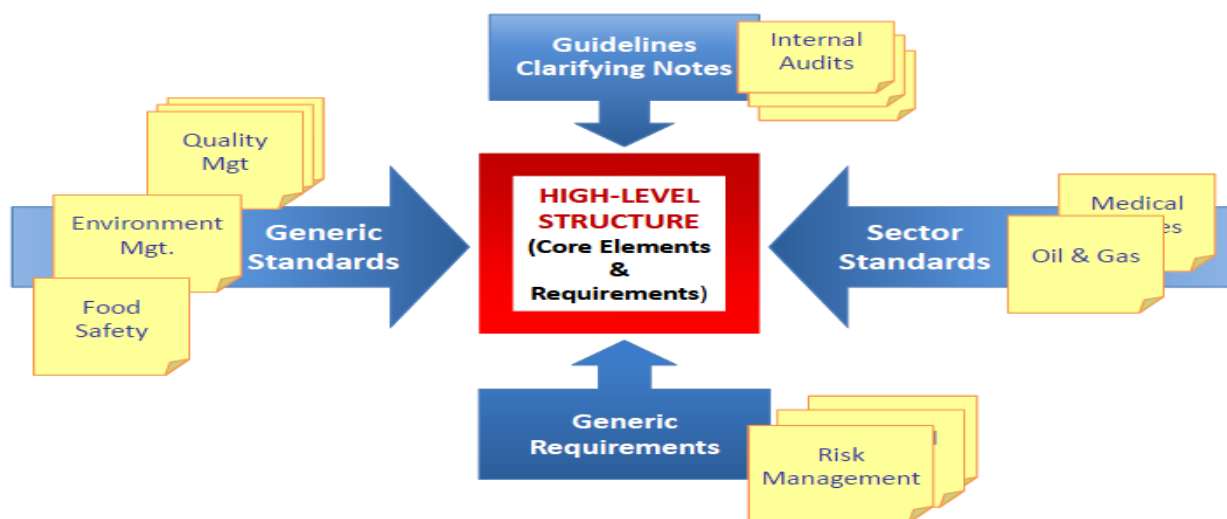 Guidelines
Clarifying Notes
Internal
Audits
Quality
Mgt
Environment
Mgt.
Food
Safety
Generic
Standards
HIGH-LEVEL
STRUCTURE
(Core Elements
&
Requirements)
Sector
Standards
Medical
Oil & Gas
Generic
Requirements
Risk
Management